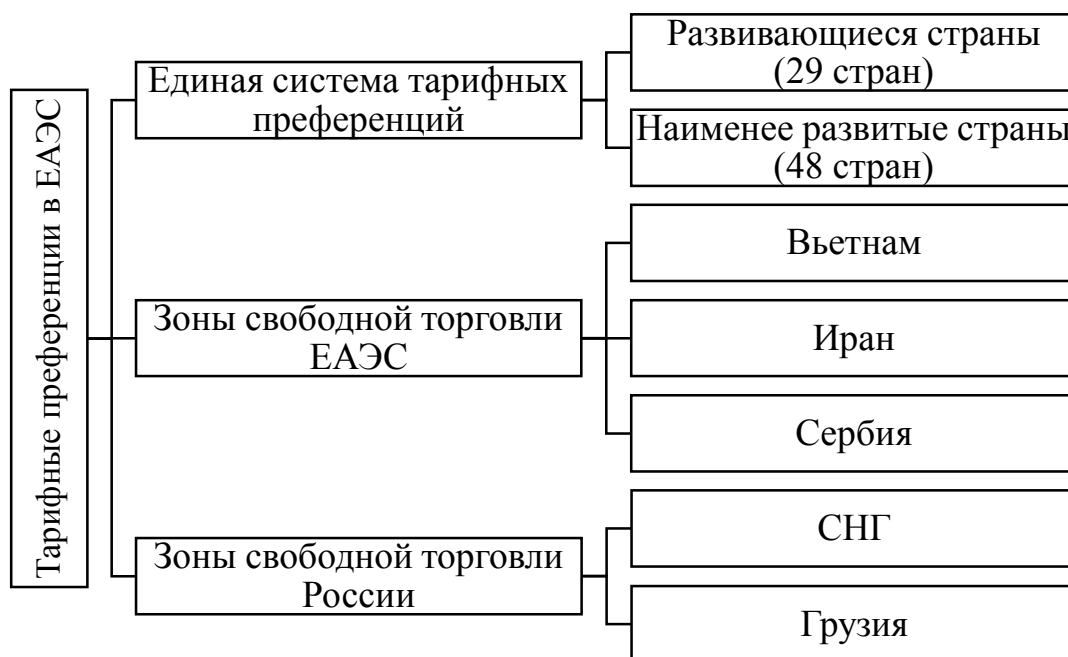 Тарифные преференции в ЕАЭС
Единая система тарифных
преференций
Развивающиеся страны
(29 стран)
Наименее развитые страны
(48 стран)
Зоны свободной торговли
ЕАЭС
Вьетнам
Иран
Сербия
Зоны свободной торговли
России
СНГ
Грузия